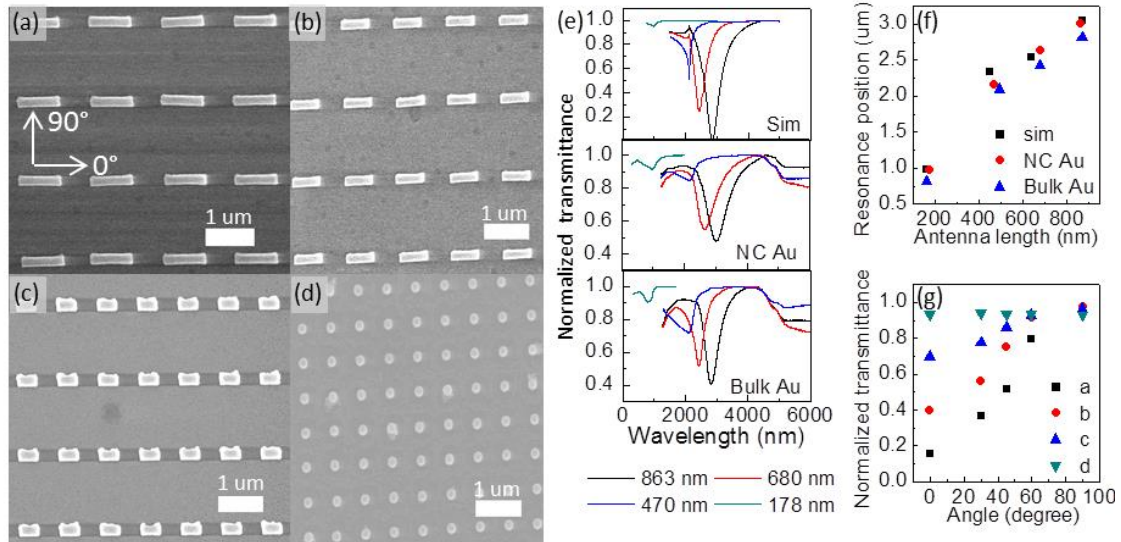 (a)
90°
0°
1 um
(b)
1 um
(c)
1 um
(d)
1 um
(e)
Normalized transmittance
1.0
0.9
0.8
0.6
0.4
0.2
Sim
1.0
0.8
0.6
0.4
NC Au
1.0
0.8
0.6
0.4
Bulk Au
0 2000 4000 6000
Wavelength (nm)
863 nm 680 nm
470 nm 178 nm
(f)
Resonance position (um)
3.0
2.5
2.0
1.5
1.0
sim
NC Au
Bulk Au
200 400 600 800
Antenna length (nm)
(g)
Normalized transmittance
1.0
0.8
0.6
0.4
0.2
0.0
a
b
c
d
0 20 40 60 80 100
Angle (degree)